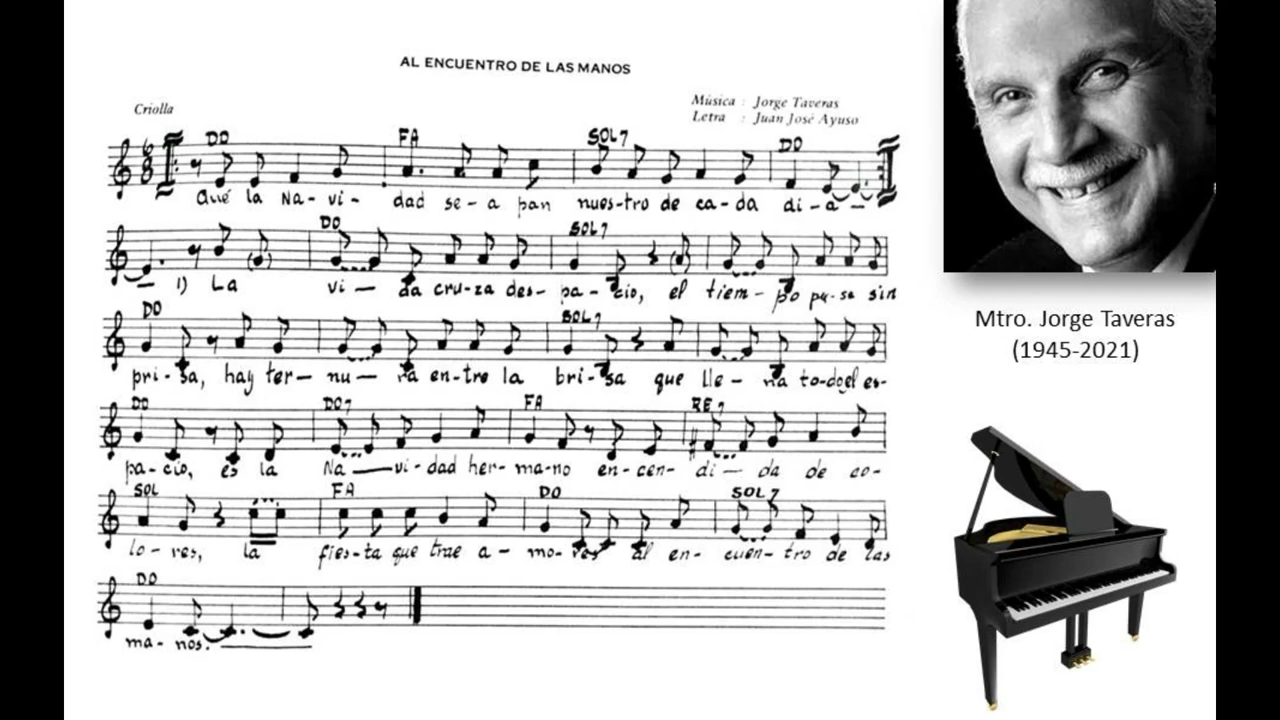 AL ENCUENTRO DE LAS MANOS
Criolla
Música : Jorge Taveras
Letra : Juan José Ayuso
DO FA SOL7 DO
6 8
Qué la Na- vi- dad se-a pan nues-tro de ca-da di-a-
DO SOL7
1) La vi- da cru-za des-pa-cio, el tiem-po pu-so sin
DO SOL7
pri-sa, hay ter-nu-ra en-tre la bri-sa que lle-na to-do el es-
DO DO7 FA RE7
pa-cio, es la Na-vi-dad her-ma-no en-cen-di-da de co-
SOL FA DO SOL7
lo-res, la fies-ta que trae a-mo-res al en-cuen-tro de las
DO
ma-nos.
Mtro. Jorge Taveras
(1945-2021)